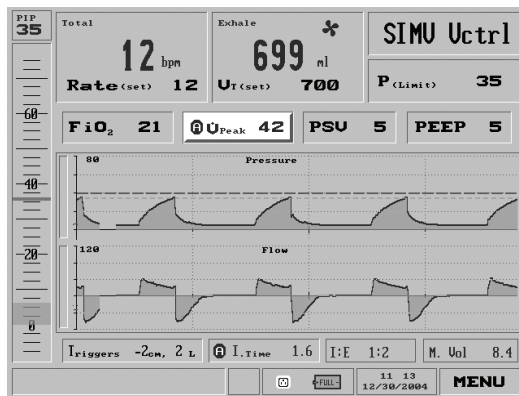 PIP
35
Total
12 bpm
Rate(set) 12
Exhale
699 ml
VT(set) 700
SIMV Vctrl
P(Limit) 35
FiO2 21
A V̇Peak 42
PSV 5
PEEP 5
60
40
20
0
80
Pressure
120
Flow
Triggers -2cm, 2 L
A I.Time 1.6
I:E 1:2
M. Vol 8.4
FULL
11 13
12/30/2004
MENU